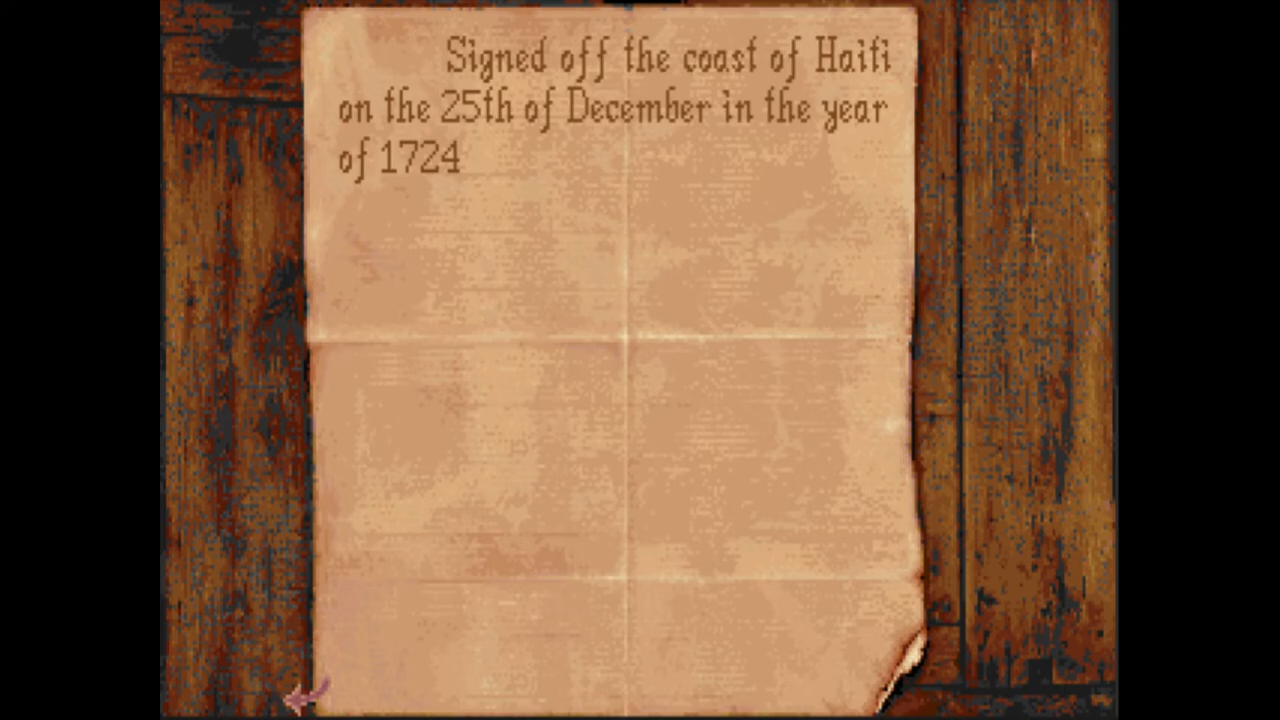 Signed off the coast of Haiti
on the 25th of December in the year
of 1724